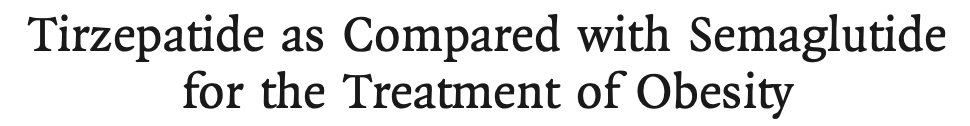 Tirzepatide as Compared with Semaglutide
for the Treatment of Obesity